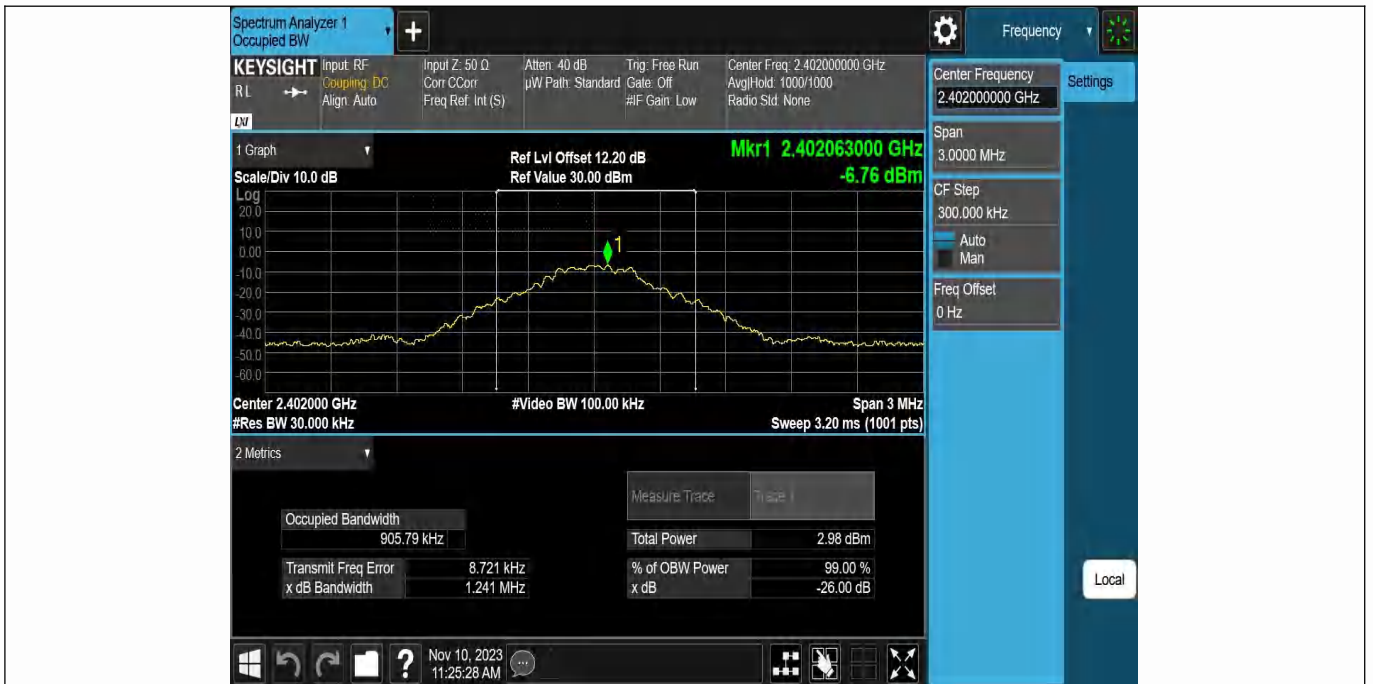 Spectrum Analyzer 1
Occupied BW
+
Frequency
KEYSIGHT
R L
LXI
Input: RF
Coupling: DC
Align: Auto
Input Z: 50 Ω
Corr CCorr
Freq Ref: Int (S)
Atten: 40 dB
µW Path: Standard
Trig: Free Run
Gate: Off
#IF Gain: Low
Center Freq: 2.402000000 GHz
Avg|Hold: 1000/1000
Radio Std: None
1 Graph
Scale/Div 10.0 dB
Ref Lvl Offset 12.20 dB
Ref Value 30.00 dBm
Mkr1 2.402063000 GHz
-6.76 dBm
Log
20.0
10.0
0.00
-10.0
-20.0
-30.0
-40.0
-50.0
-60.0
1
Center 2.402000 GHz
#Res BW 30.000 kHz
#Video BW 100.00 kHz
Span 3 MHz
Sweep 3.20 ms (1001 pts)
2 Metrics
Measure Trace Trace 1
Occupied Bandwidth
905.79 kHz
Total Power 2.98 dBm
Transmit Freq Error 8.721 kHz
% of OBW Power 99.00 %
x dB Bandwidth 1.241 MHz
x dB -26.00 dB
Center Frequency
2.402000000 GHz
Settings
Span
3.0000 MHz
CF Step
300.000 kHz
Auto
Man
Freq Offset
0 Hz
Local
?
Nov 10, 2023
11:25:28 AM